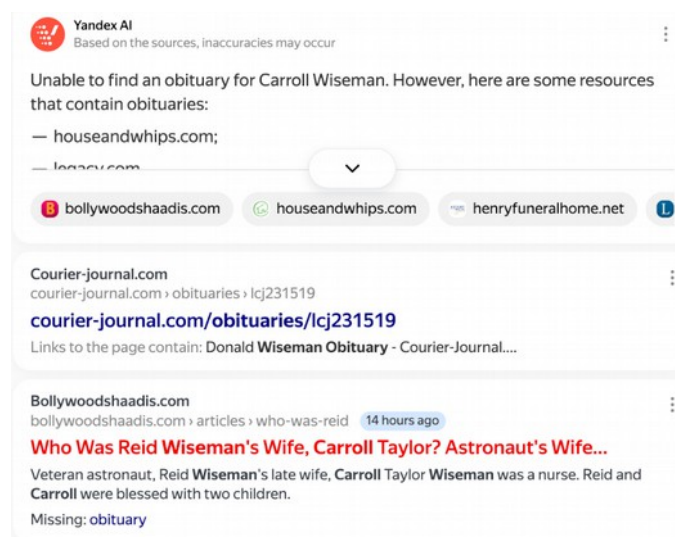 Yandex AI
Based on the sources, inaccuracies may occur
Unable to find an obituary for Carroll Wiseman. However, here are some resources
that contain obituaries:
— houseandwhips.com;
— legacy.com
bollywoodshaadis.com houseandwhips.com henryfuneralhome.net L
Courier-journal.com
courier-journal.com › obituaries › lcj231519
courier-journal.com/obituaries/lcj231519
Links to the page contain: Donald Wiseman Obituary - Courier-Journal....
Bollywoodshaadis.com
bollywoodshaadis.com › articles › who-was-reid 14 hours ago
Who Was Reid Wiseman's Wife, Carroll Taylor? Astronaut's Wife...
Veteran astronaut, Reid Wiseman's late wife, Carroll Taylor Wiseman was a nurse. Reid and
Carroll were blessed with two children.
Missing: obituary